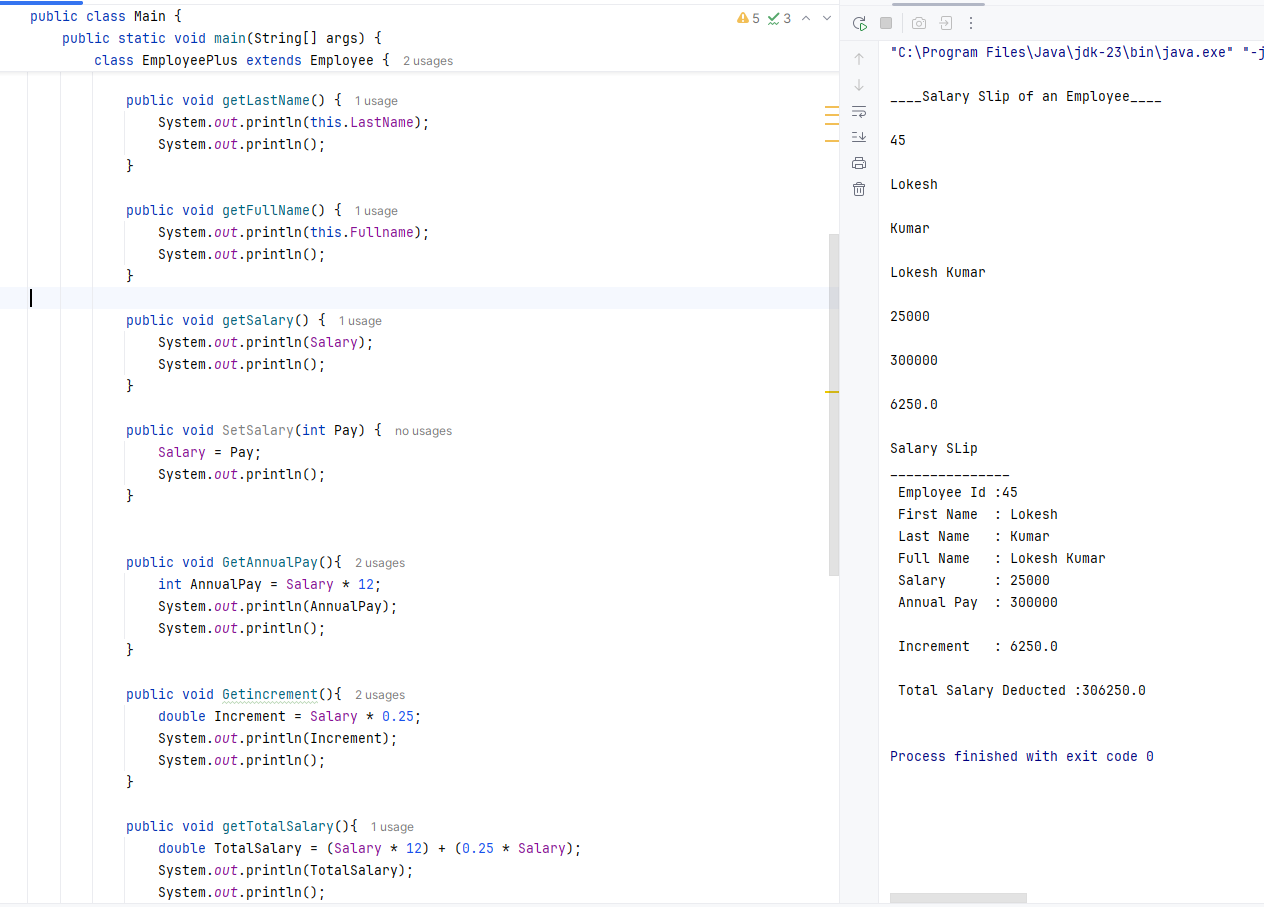 public class Main {
5 3
public static void main(String[] args) {
class EmployeePlus extends Employee { 2 usages
public void getLastName() { 1 usage
System.out.println(this.LastName);
System.out.println();
}
public void getFullName() { 1 usage
System.out.println(this.Fullname);
System.out.println();
}
public void getSalary() { 1 usage
System.out.println(Salary);
System.out.println();
}
public void SetSalary(int Pay) { no usages
Salary = Pay;
System.out.println();
}
public void GetAnnualPay(){ 2 usages
int AnnualPay = Salary * 12;
System.out.println(AnnualPay);
System.out.println();
}
public void Getincrement(){ 2 usages
double Increment = Salary * 0.25;
System.out.println(Increment);
System.out.println();
}
public void getTotalSalary(){ 1 usage
double TotalSalary = (Salary * 12) + (0.25 * Salary);
System.out.println(TotalSalary);
System.out.println();
"C:\Program Files\Java\jdk-23\bin\java.exe" "-j
____Salary Slip of an Employee____
45
Lokesh
Kumar
Lokesh Kumar
25000
300000
6250.0
Salary SLip
_______________
Employee Id :45
First Name : Lokesh
Last Name : Kumar
Full Name : Lokesh Kumar
Salary : 25000
Annual Pay : 300000
Increment : 6250.0
Total Salary Deducted :306250.0
Process finished with exit code 0